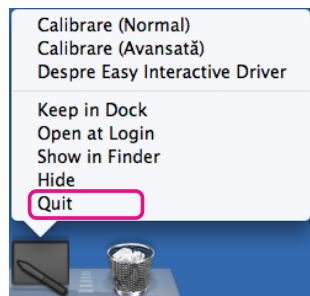 Calibrare (Normal)
Calibrare (Avansată)
Despre Easy Interactive Driver
Keep in Dock
Open at Login
Show in Finder
Hide
Quit